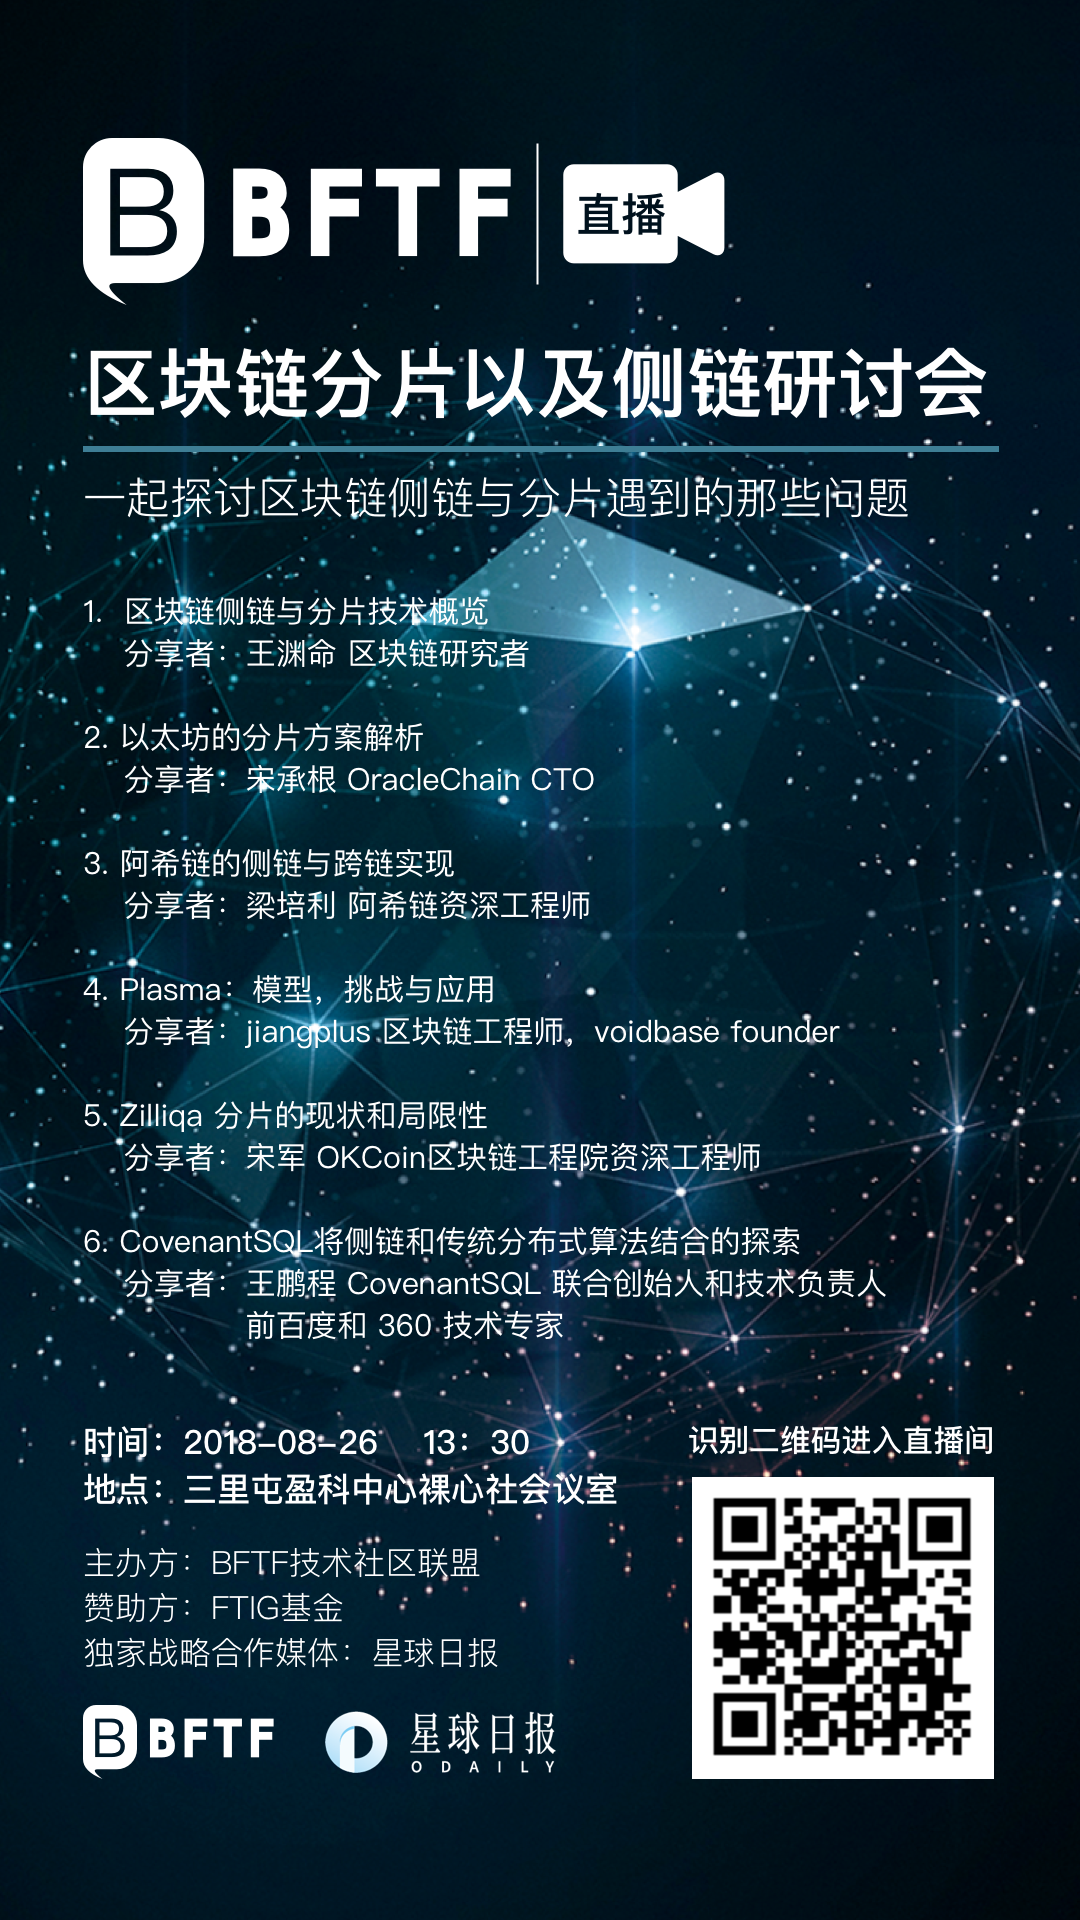 B BFTF 直播
区块链分片以及侧链研讨会
一起探讨区块链侧链与分片遇到的那些问题
1. 区块链侧链与分片技术概览
分享者：王渊命 区块链研究者
2. 以太坊的分片方案解析
分享者：宋承根 OracleChain CTO
3. 阿希链的侧链与跨链实现
分享者：梁培利 阿希链资深工程师
4. Plasma：模型，挑战与应用
分享者：jiangplus 区块链工程师，voidbase founder
5. Zilliqa 分片的现状和局限性
分享者：宋军 OKCoin区块链工程院资深工程师
6. CovenantSQL将侧链和传统分布式算法结合的探索
分享者：王鹏程 CovenantSQL 联合创始人和技术负责人
前百度和 360 技术专家
时间：2018-08-26 13：30
地点：三里屯盈科中心裸心社会议室
主办方：BFTF技术社区联盟
赞助方：FTIG基金
独家战略合作媒体：星球日报
B BFTF 星球日报
ODAILY
识别二维码进入直播间